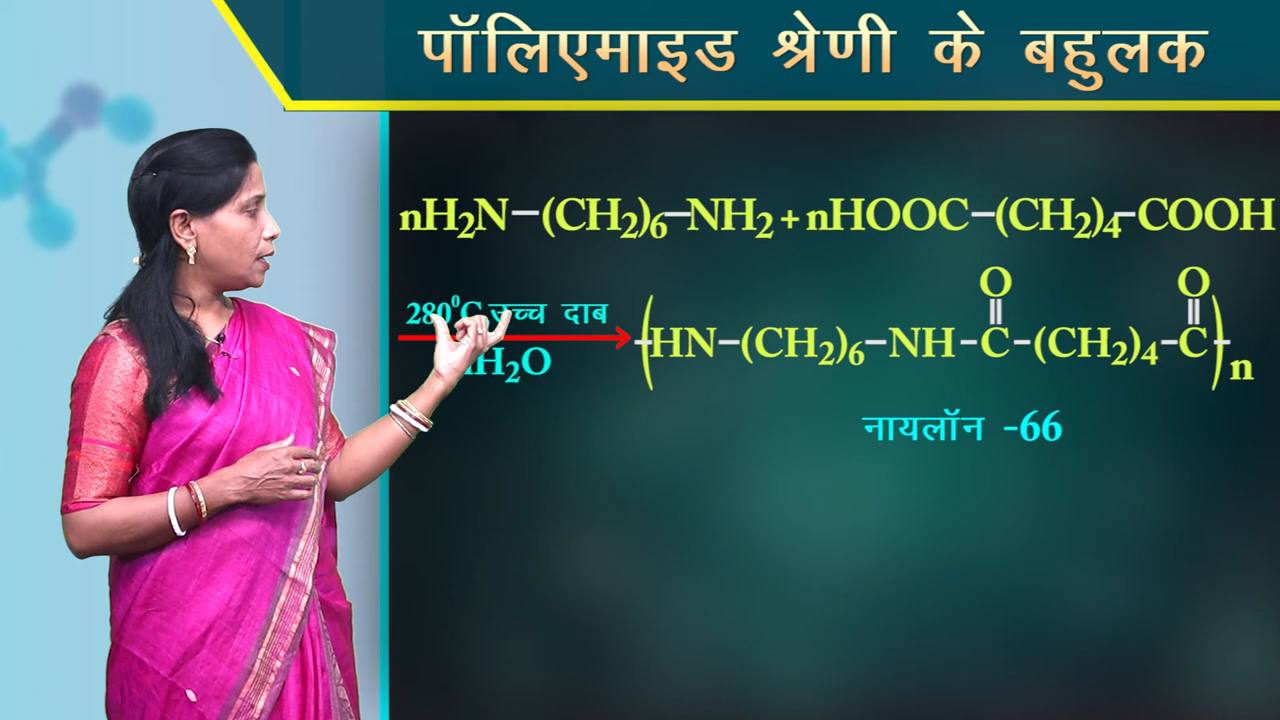 पॉलिएमाइड श्रेणी के बहुलक
nH₂N−(CH₂)₆−NH₂ + nHOOC−(CH₂)₄−COOH
280⁰C उच्च दाब
H₂O
(HN−(CH₂)₆−NH−C−(CH₂)₄−C)n
O O
नायलॉन -66